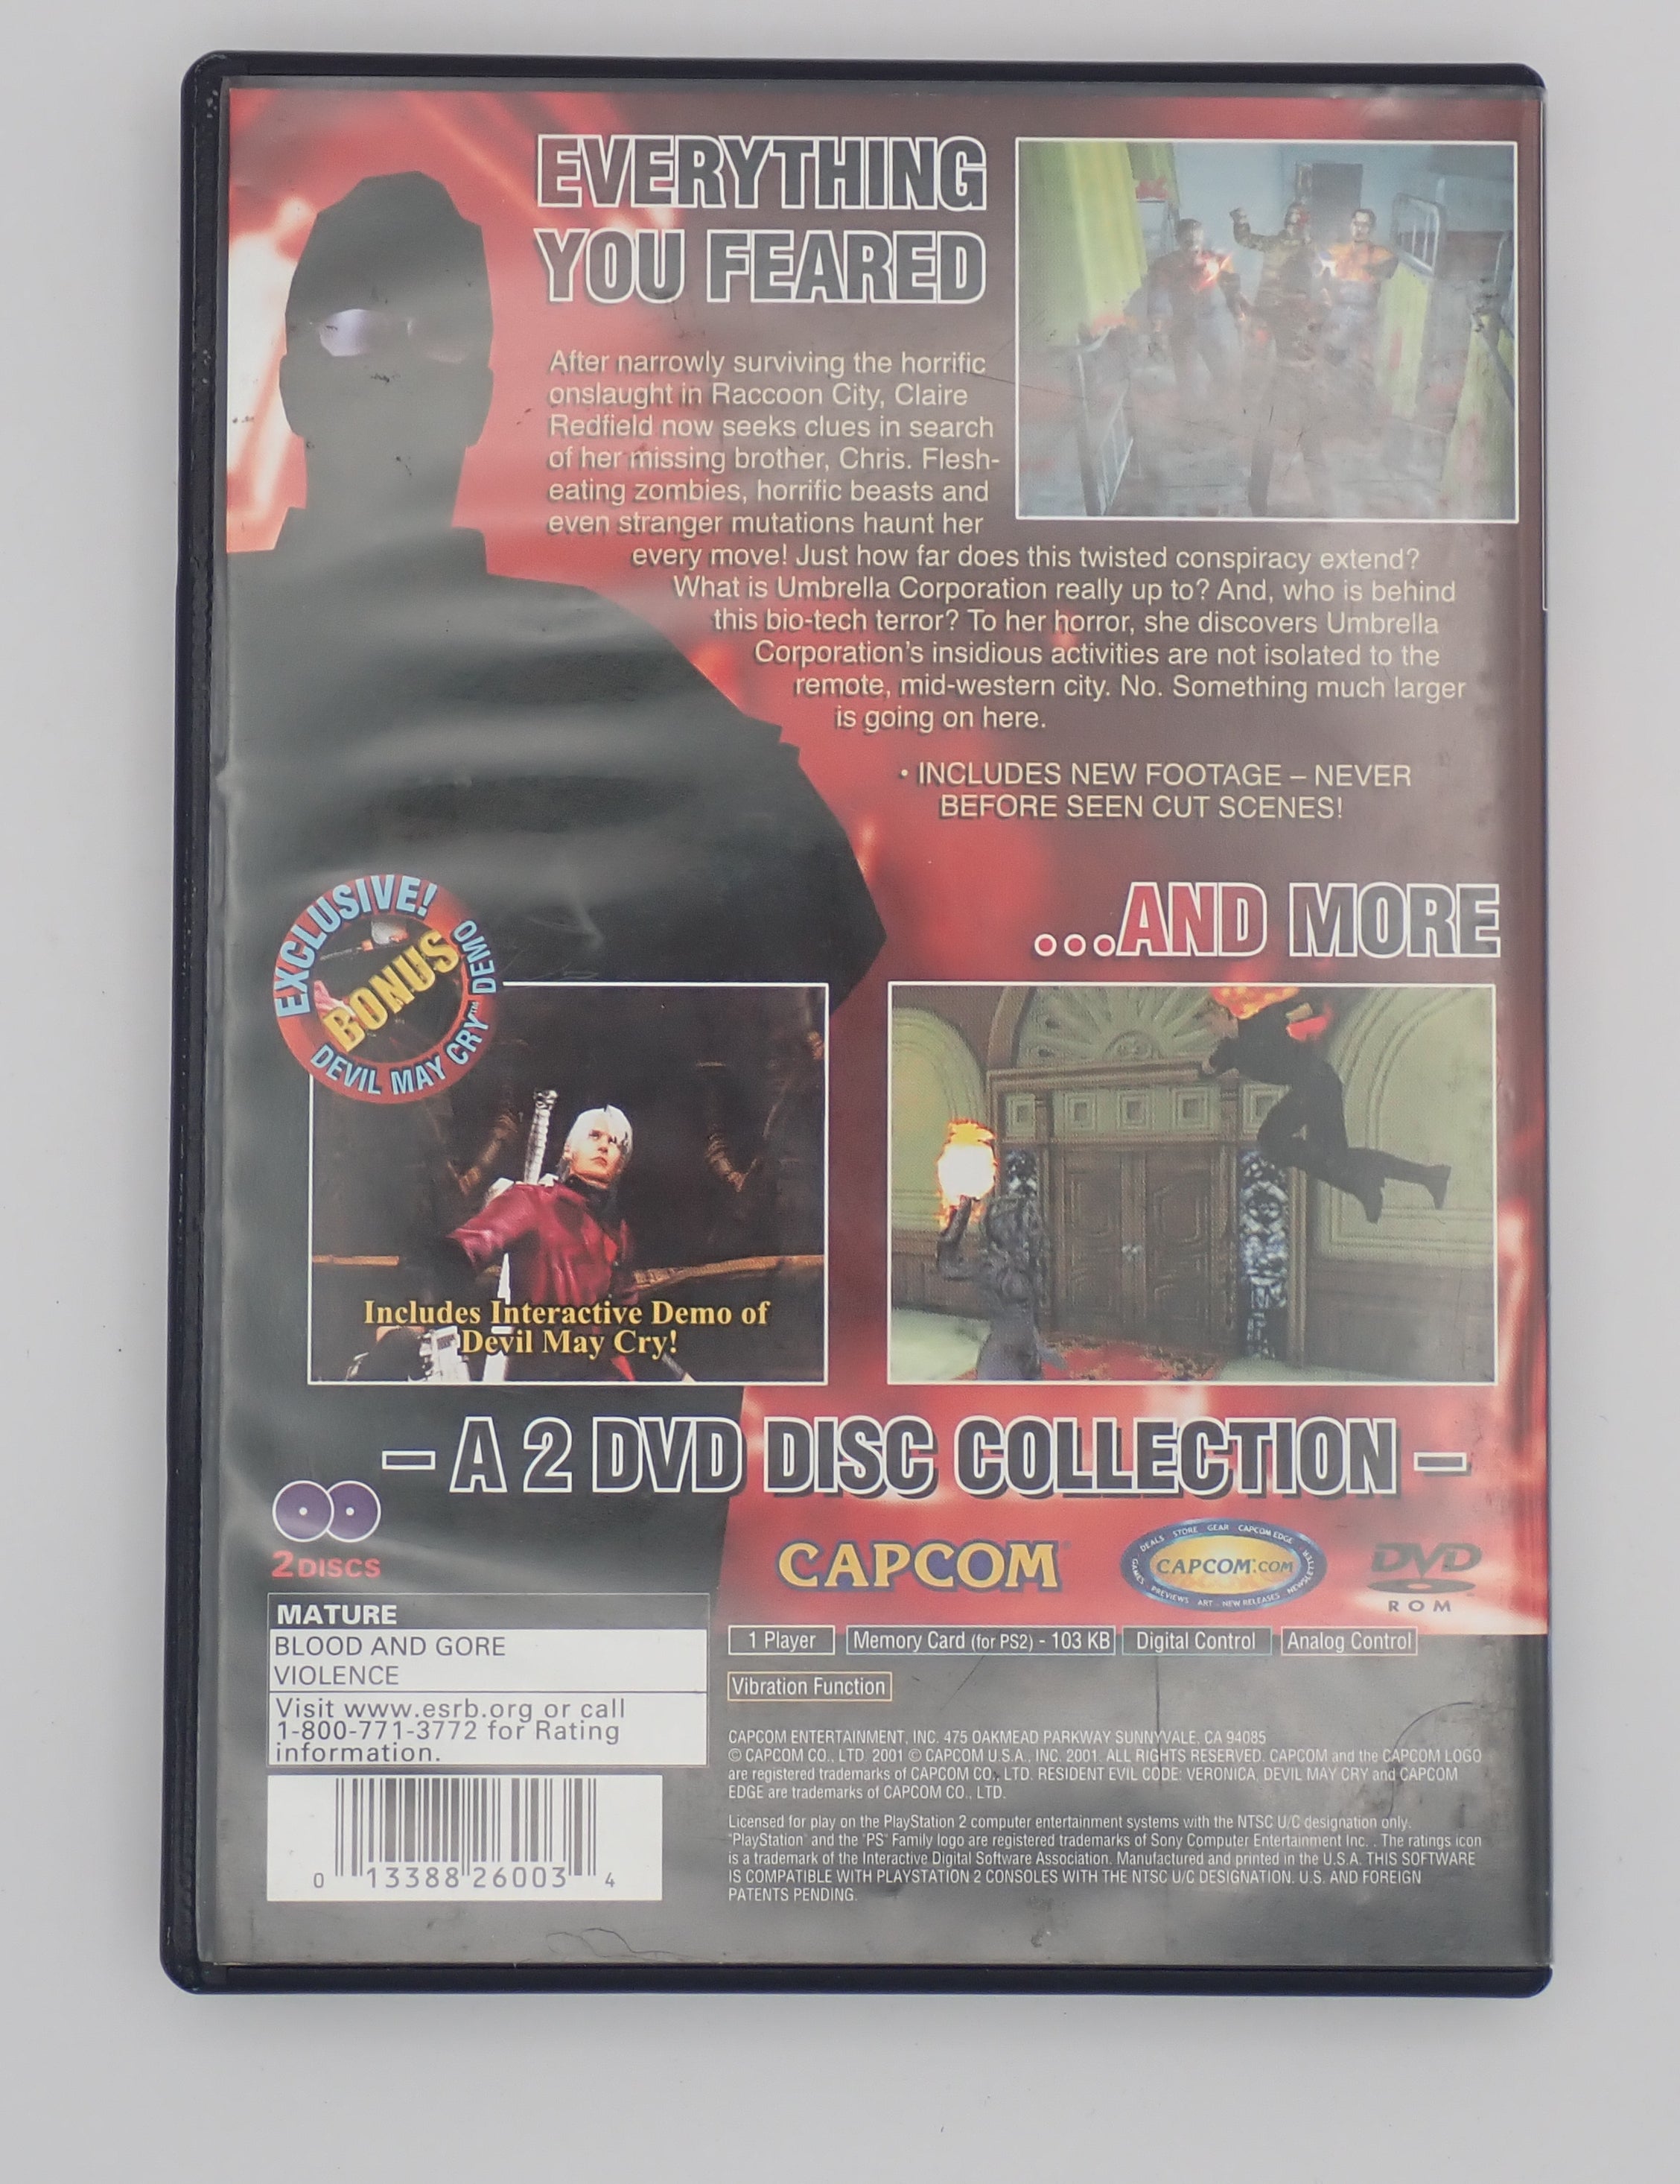 EVERYTHING
YOU FEARED
After narrowly surviving the horrific
onslaught in Raccoon City, Claire
Redfield now seeks clues in search
of her missing brother, Chris. Flesh-
eating zombies, horrific beasts and
even stranger mutations haunt her
every move! Just how far does this twisted conspiracy extend?
What is Umbrella Corporation really up to? And, who is behind
this bio-tech terror? To her horror, she discovers Umbrella
Corporation's insidious activities are not isolated to the
remote, mid-western city. No. Something much larger
is going on here.
• INCLUDES NEW FOOTAGE – NEVER
BEFORE SEEN CUT SCENES!
...AND MORE
EXCLUSIVE!
BONUS
DEVIL MAY CRY™ DEMO
Includes Interactive Demo of
Devil May Cry!
– A 2 DVD DISC COLLECTION –
2 DISCS
CAPCOM®
DEALS STORE GEAR CAPCOM EDGE NEWSLETTER
CAPCOM.COM
GAMES PREVIEWS ART NEW RELEASES
DVD
ROM
MATURE
BLOOD AND GORE
VIOLENCE
Visit www.esrb.org or call
1-800-771-3772 for Rating
information.
1 Player
Memory Card (for PS2) - 103 KB
Digital Control
Analog Control
Vibration Function
CAPCOM ENTERTAINMENT, INC. 475 OAKMEAD PARKWAY SUNNYVALE, CA 94085
© CAPCOM CO., LTD. 2001 © CAPCOM U.S.A., INC. 2001. ALL RIGHTS RESERVED. CAPCOM and the CAPCOM LOGO
are registered trademarks of CAPCOM CO., LTD. RESIDENT EVIL CODE: VERONICA, DEVIL MAY CRY and CAPCOM
EDGE are trademarks of CAPCOM CO., LTD.
Licensed for play on the PlayStation 2 computer entertainment systems with the NTSC U/C designation only.
"PlayStation" and the "PS" Family logo are registered trademarks of Sony Computer Entertainment Inc. . The ratings icon
is a trademark of the Interactive Digital Software Association. Manufactured and printed in the U.S.A. THIS SOFTWARE
IS COMPATIBLE WITH PLAYSTATION 2 CONSOLES WITH THE NTSC U/C DESIGNATION. U.S. AND FOREIGN
PATENTS PENDING.
0 13388 26003 4